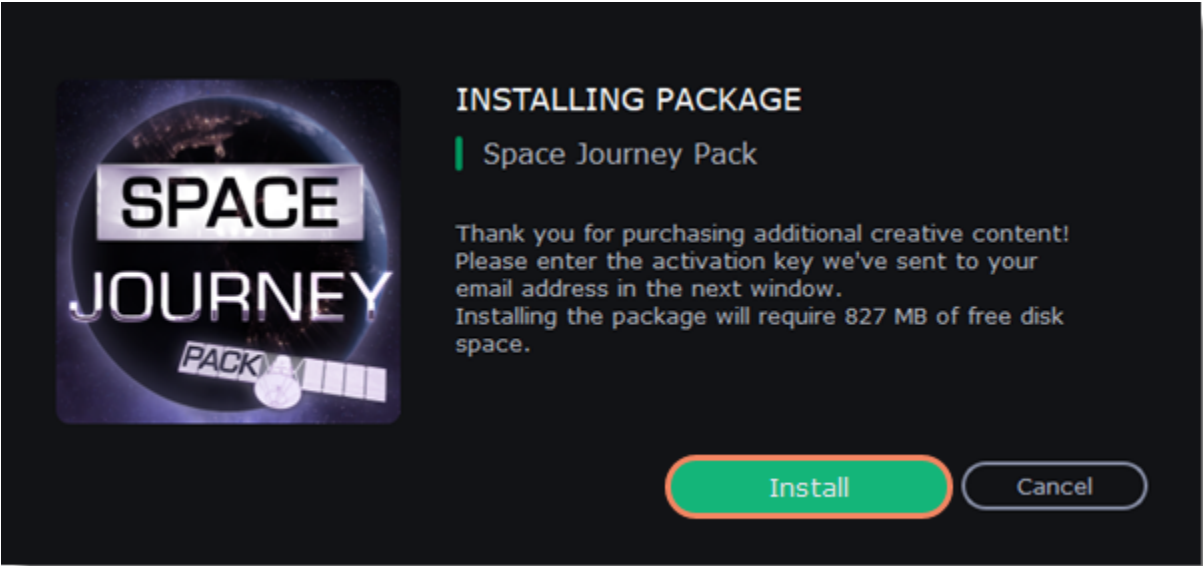 SPACE
JOURNEY
PACK
INSTALLING PACKAGE
Space Journey Pack
Thank you for purchasing additional creative content!
Please enter the activation key we've sent to your
email address in the next window.
Installing the package will require 827 MB of free disk
space.
Install
Cancel